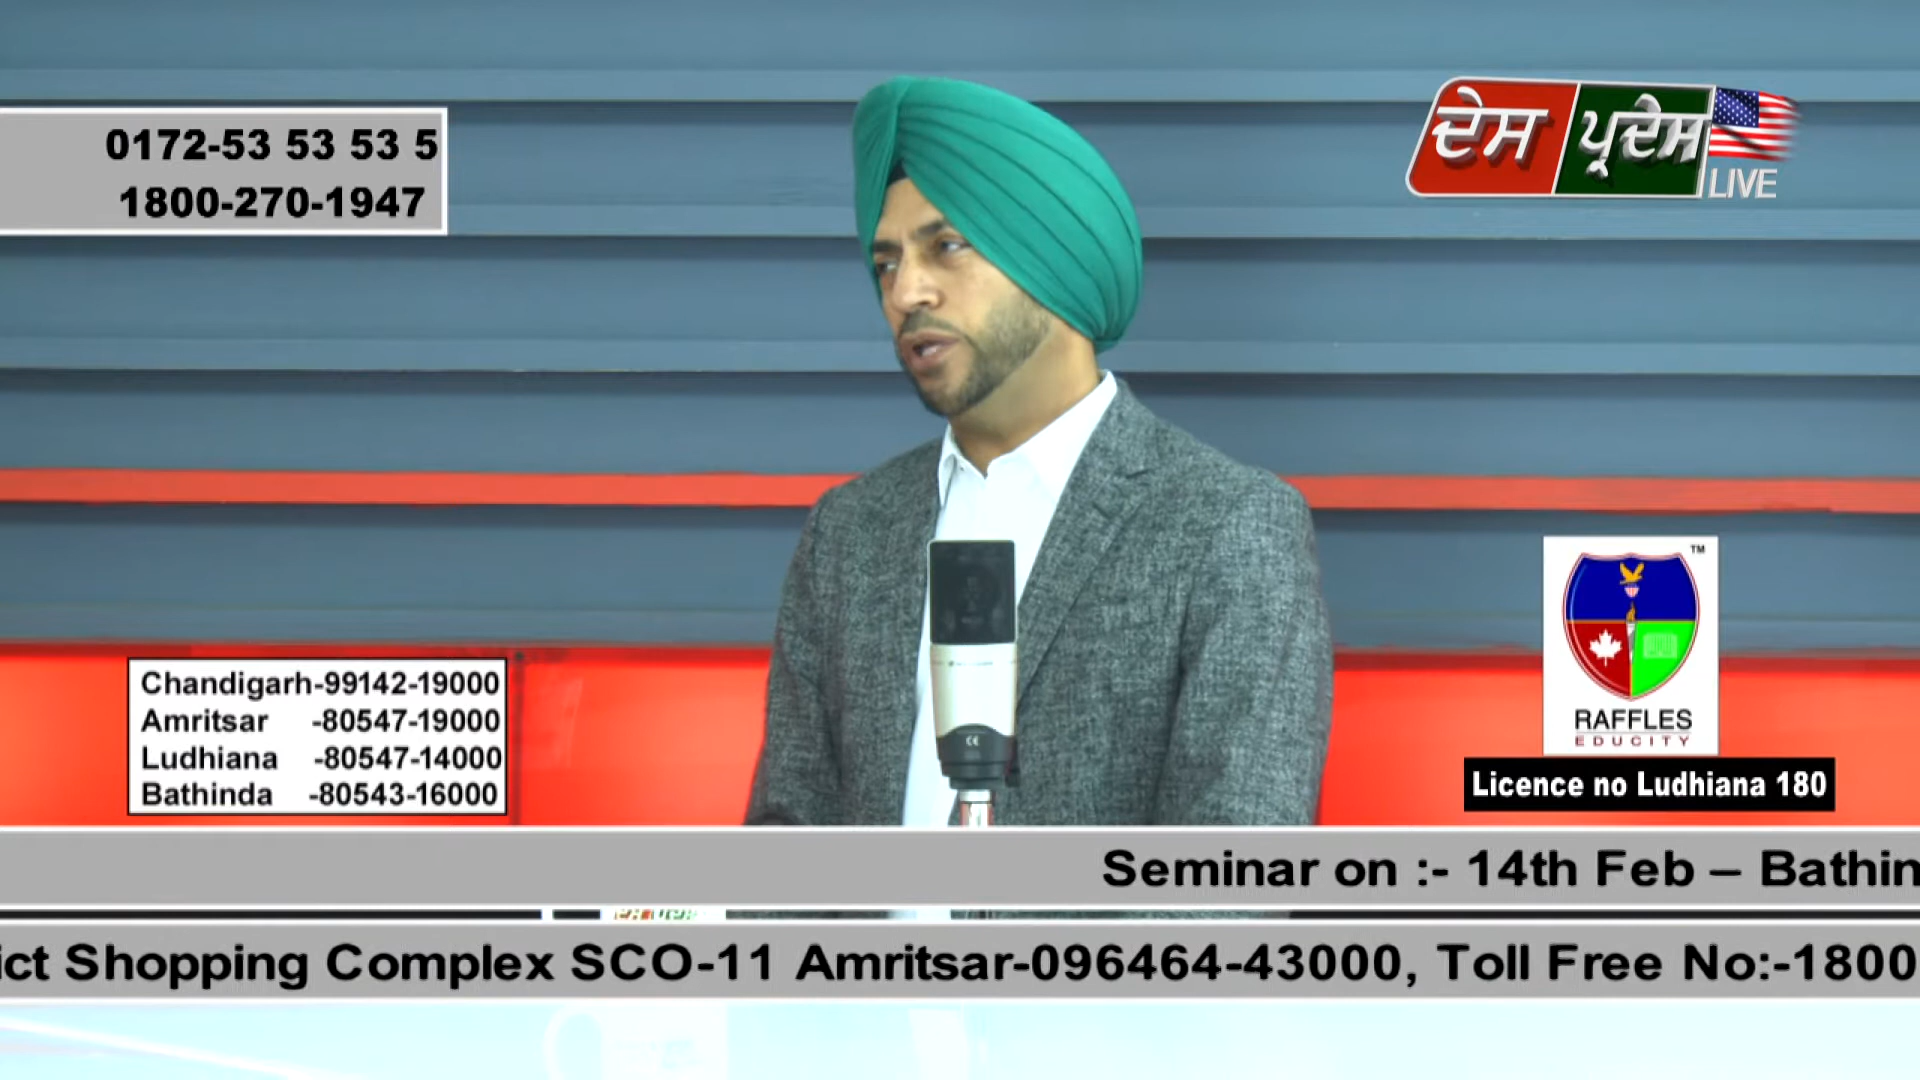 0172-53 53 53 5
1800-270-1947
ਦੇਸ ਪ੍ਰਦੇਸ
LIVE
Chandigarh-99142-19000
Amritsar -80547-19000
Ludhiana -80547-14000
Bathinda -80543-16000
TM
RAFFLES
EDUCITY
Licence no Ludhiana 180
Seminar on :- 14th Feb – Bathin
ict Shopping Complex SCO-11 Amritsar-096464-43000, Toll Free No:-1800
CE